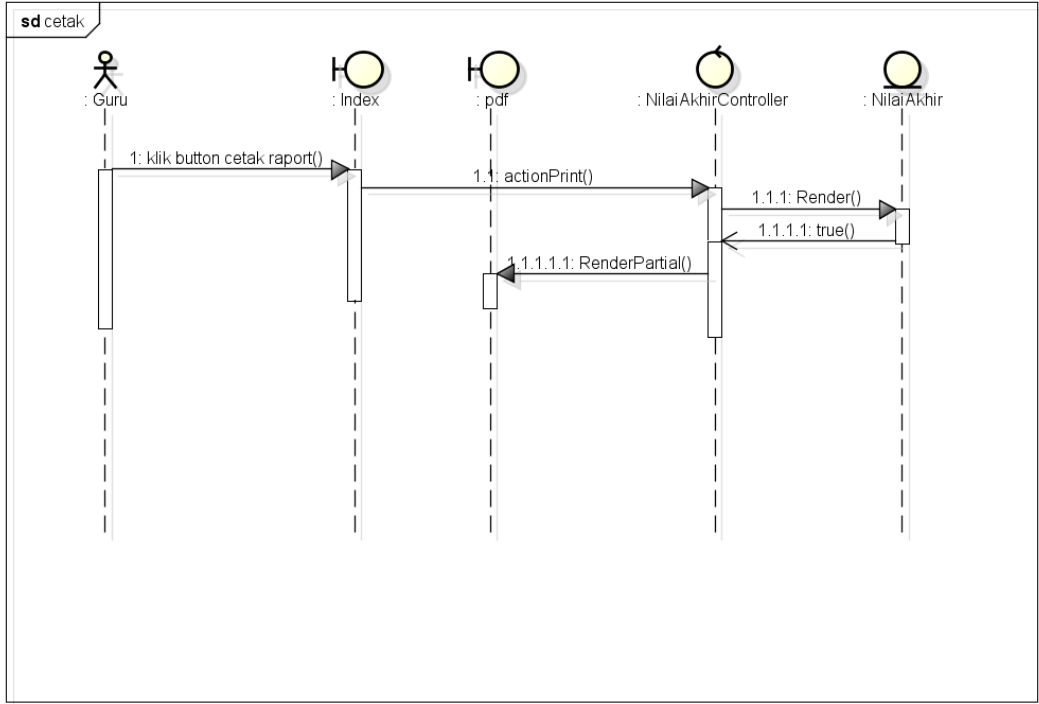 sd cetak
: Guru
: Index
: pdf
: NilaiAkhirController
: NilaiAkhir
1: klik button cetak raport()
1.1: actionPrint()
1.1.1: Render()
1.1.1.1: true()
1.1.1.1.1: RenderPartial()